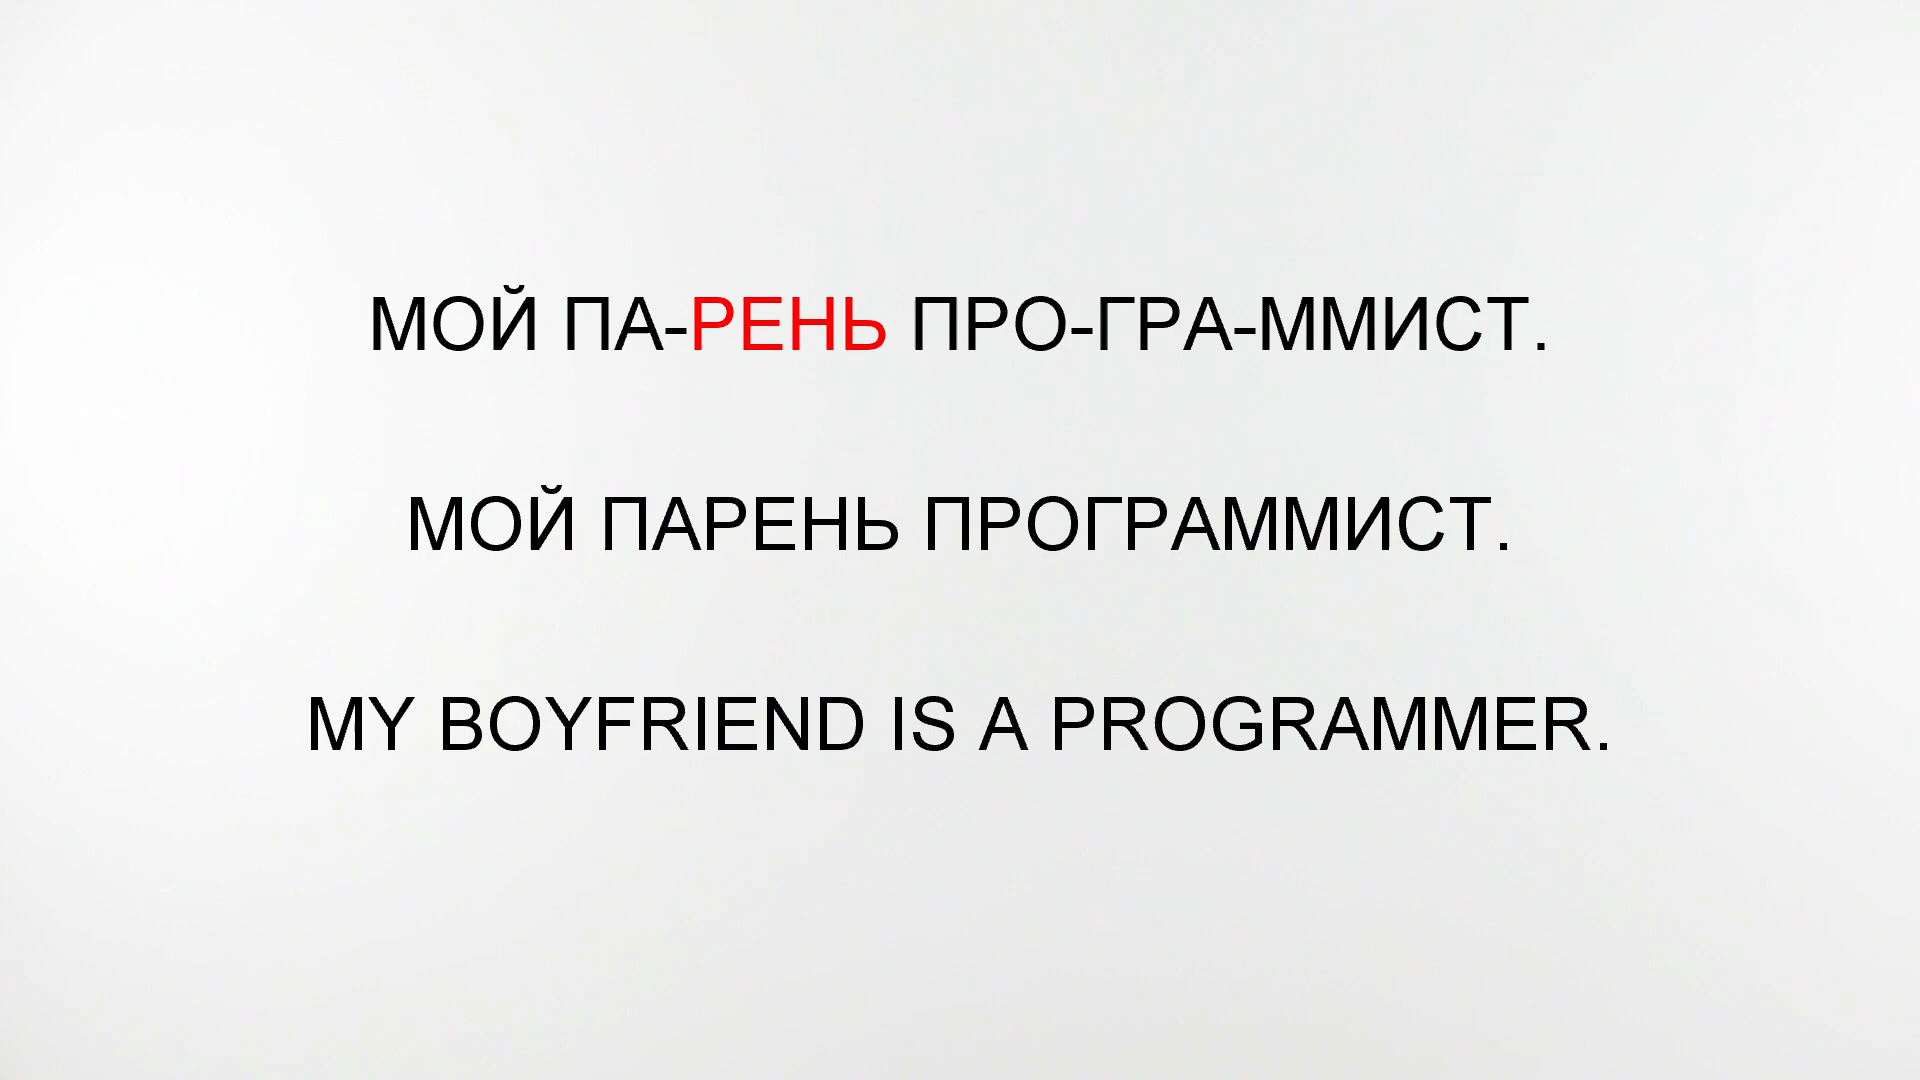 МОЙ ПА-РЕНЬ ПРО-ГРА-ММИСТ.
МОЙ ПАРЕНЬ ПРОГРАММИСТ.
MY BOYFRIEND IS A PROGRAMMER.